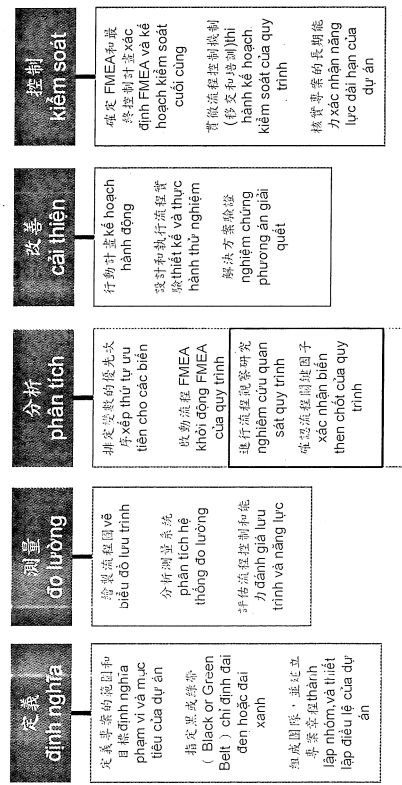 定義
định nghĩa
定義專案的範圍和
目標định nghĩa
phạm vi và mục
tiêu của dự án
指定黑或綠帶
( Black or Green
Belt ) chỉ định đai
đen hoặc đai
xanh
組成團隊,並建立
專案章程thành
lập nhóm,và thiết
lập điều lệ của dự
án
測量
đo lường
繪製流程圖vẽ
biểu đồ lưu trình
分析測量系統
phân tích hệ
thống đo lường
評估流程控制和能
力đánh giá lưu
trình và năng lực
分析
phân tích
排定變數的優先次
序xếp thứ tự ưu
tiên cho các biến
啟動流程 FMEA
khởi động FMEA
của quy trình
進行流程觀察研究
nghiêm cứu quan
sát quy trình
確認流程關鍵因子
xác nhận biến
then chốt của quy
trình
改善
cải thiện
行動計畫kế hoạch
hành động
設計和執行流程實
驗thiết kế và thực
hành thử nghiệm
解決方案驗證
nghiệm chứng
phương án giải
quết
控制
kiểm soát
確定 FMEA和最
終控制計畫xác
định FMEA và kế
hoạch kiểm soát
cuối cùng
貫徹流程控制機制
(移交和培訓)thi
hành kế hoạch
kiểm soát của quy
trình
核實專案的長期能
力xác nhận năng
lực dài hạn của
dự án